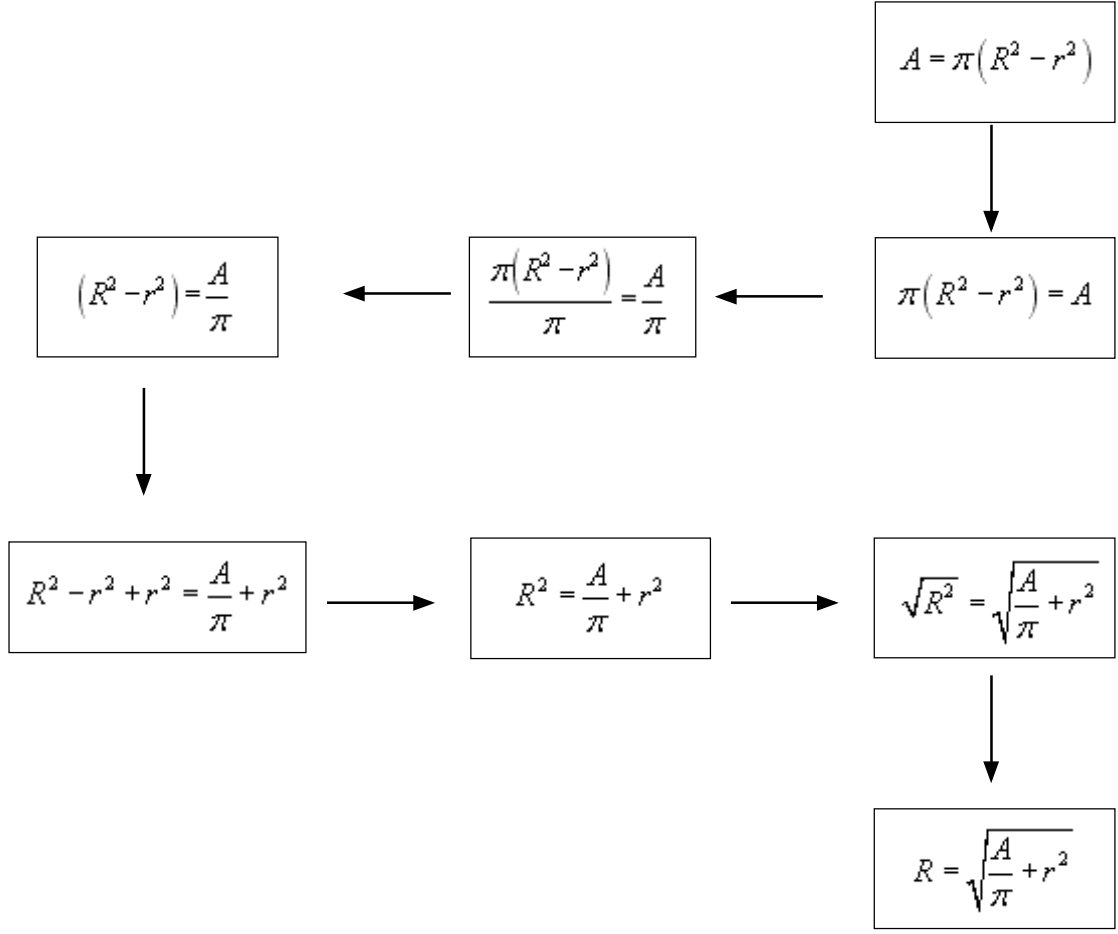 A = π(R² − r²)
π(R² − r²) = A
π(R² − r²)/π = A/π
(R² − r²) = A/π
R² − r² + r² = A/π + r²
R² = A/π + r²
√R² = √(A/π + r²)
R = √(A/π + r²)